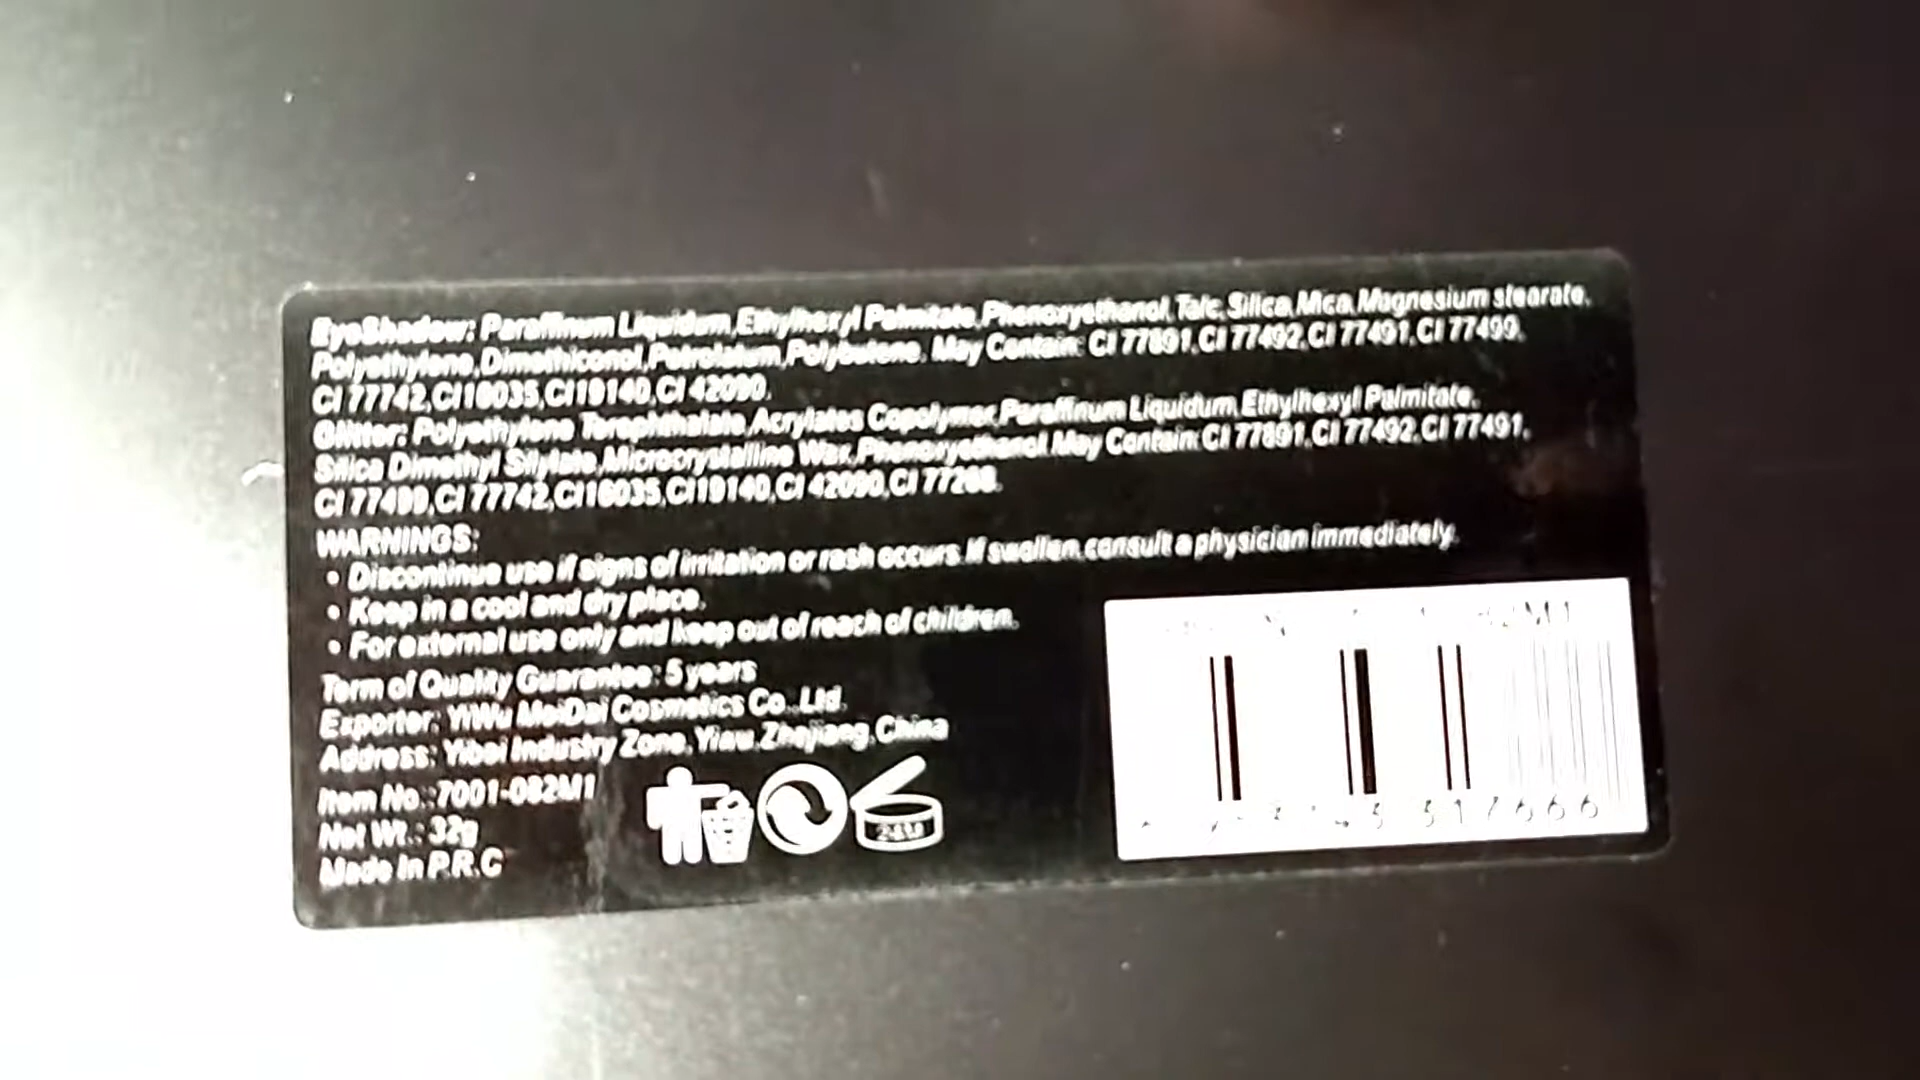 EyeShadow: Paraffinum Liquidum,Ethylhexyl Palmitate,Phenoxyethanol,Talc,Silica,Mica,Magnesium stearate,
Polyethylene,Dimethiconol,Petrolatum,Polybutene. May Contain: CI 77891,CI 77492,CI 77491,CI 77499,
CI 77742,CI16035,CI19140,CI 42090.
Glitter: Polyethylene Terephthalate,Acrylates Copolymer,Paraffinum Liquidum,Ethylhexyl Palmitate,
Silica Dimethyl Silylate,Microcrystalline Wax,Phenoxyethanol.May Contain:CI 77891,CI 77492,CI 77491,
CI 77499,CI 77742,CI16035,CI19140,CI 42090,CI 77266.
WARNINGS:
• Discontinue use if signs of irritation or rash occurs.If swollen,consult a physician immediately.
• Keep in a cool and dry place.
• For external use only and keep out of reach of children.
Term of Quality Guarantee: 5 years
Exporter: YiWu MeiDai Cosmetics Co.,Ltd.
Address: Yibei Industry Zone, Yiwu,Zhejiang,China
Item No.:7001-082M1
Net Wt.: 32g
Made In P.R.C
24M
317666